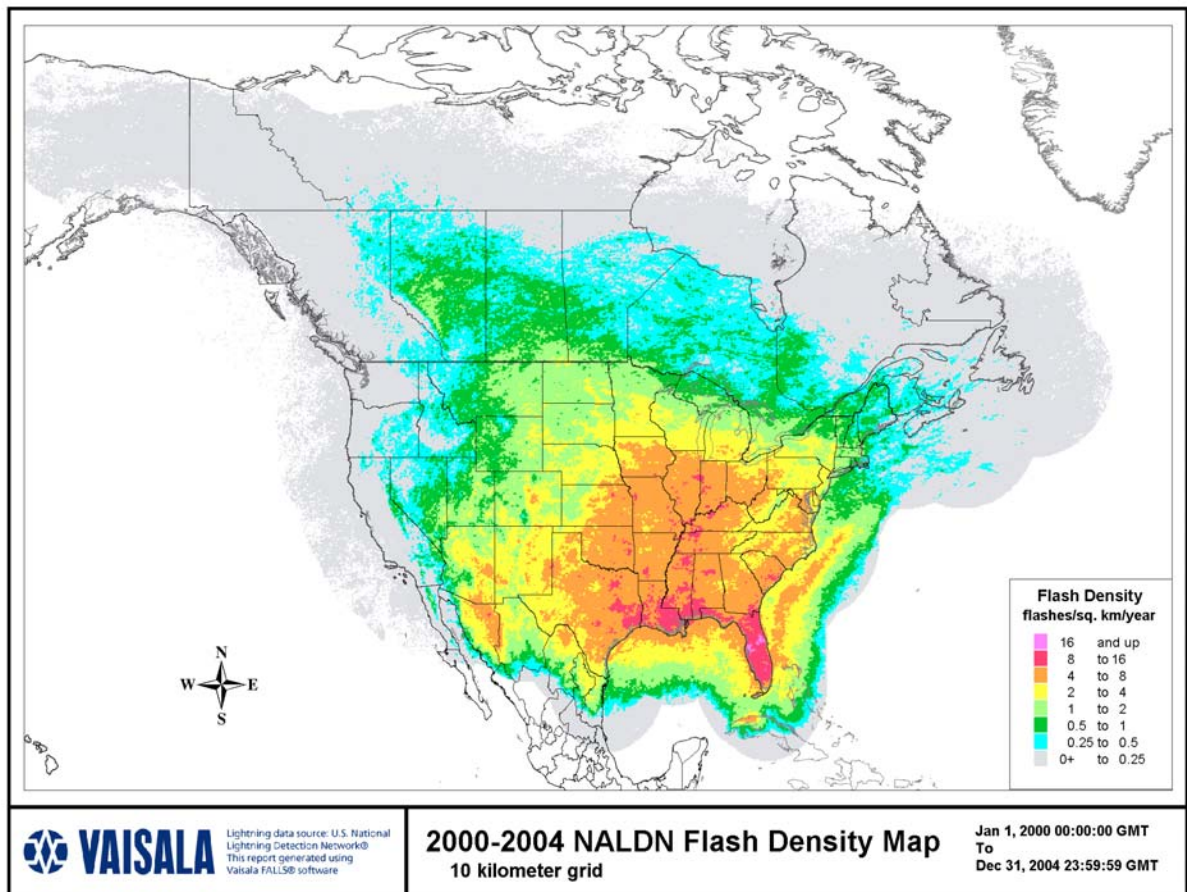 N
W E
S
Flash Density
flashes/sq. km/year
16 and up
8 to 16
4 to 8
2 to 4
1 to 2
0.5 to 1
0.25 to 0.5
0+ to 0.25
VAISALA
Lightning data source: U.S. National
Lightning Detection Network®
This report generated using
Vaisala FALLS® software
2000-2004 NALDN Flash Density Map
10 kilometer grid
Jan 1, 2000 00:00:00 GMT
To
Dec 31, 2004 23:59:59 GMT